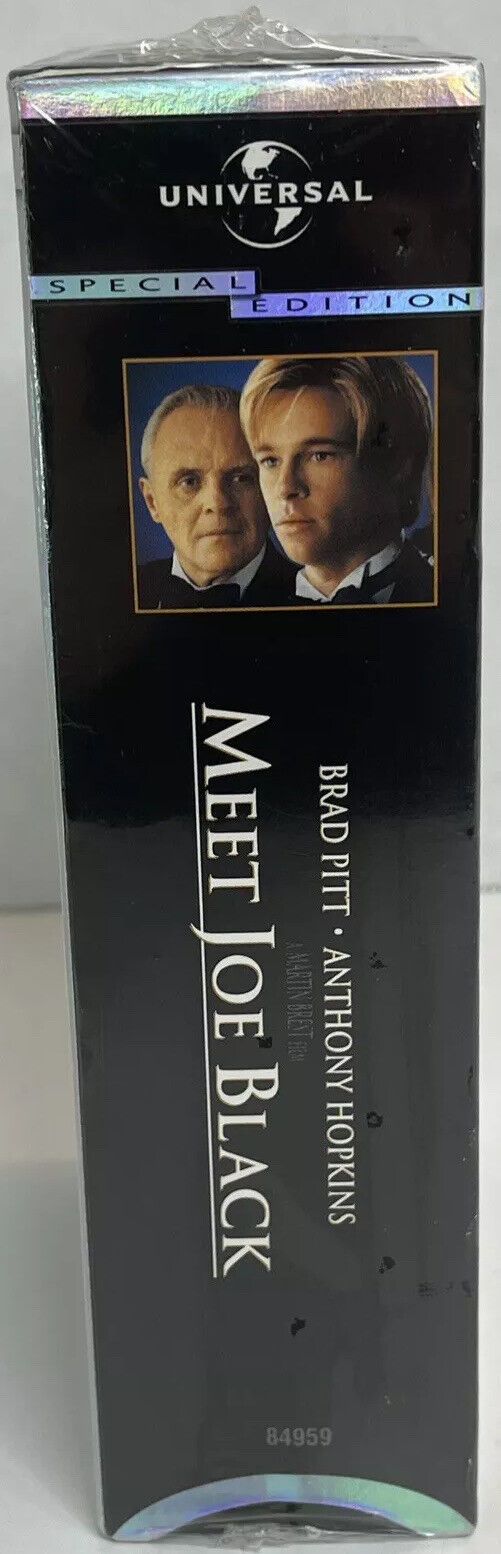 UNIVERSAL
SPECIAL
EDITION
BRAD PITT • ANTHONY HOPKINS
A MARTIN BREST FILM
MEET JOE BLACK
84959